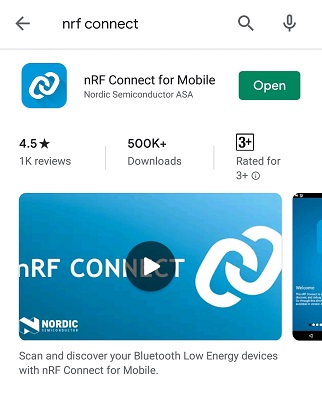 nrf connect
nRF Connect for Mobile
Nordic Semiconductor ASA
Open
4.5★
1K reviews
500K+
Downloads
3+
Rated for
3+
nRF CONNECT
NORDIC
SEMICONDUCTOR
Welcome
Scan and discover your Bluetooth Low Energy devices
with nRF Connect for Mobile.